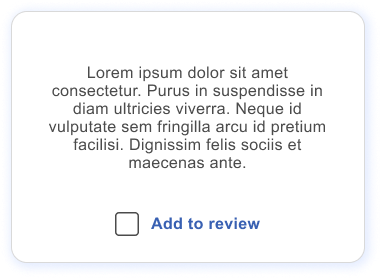 Lorem ipsum dolor sit amet
consectetur. Purus in suspendisse in
diam ultricies viverra. Neque id
vulputate sem fringilla arcu id pretium
facilisi. Dignissim felis sociis et
maecenas ante.
Add to review